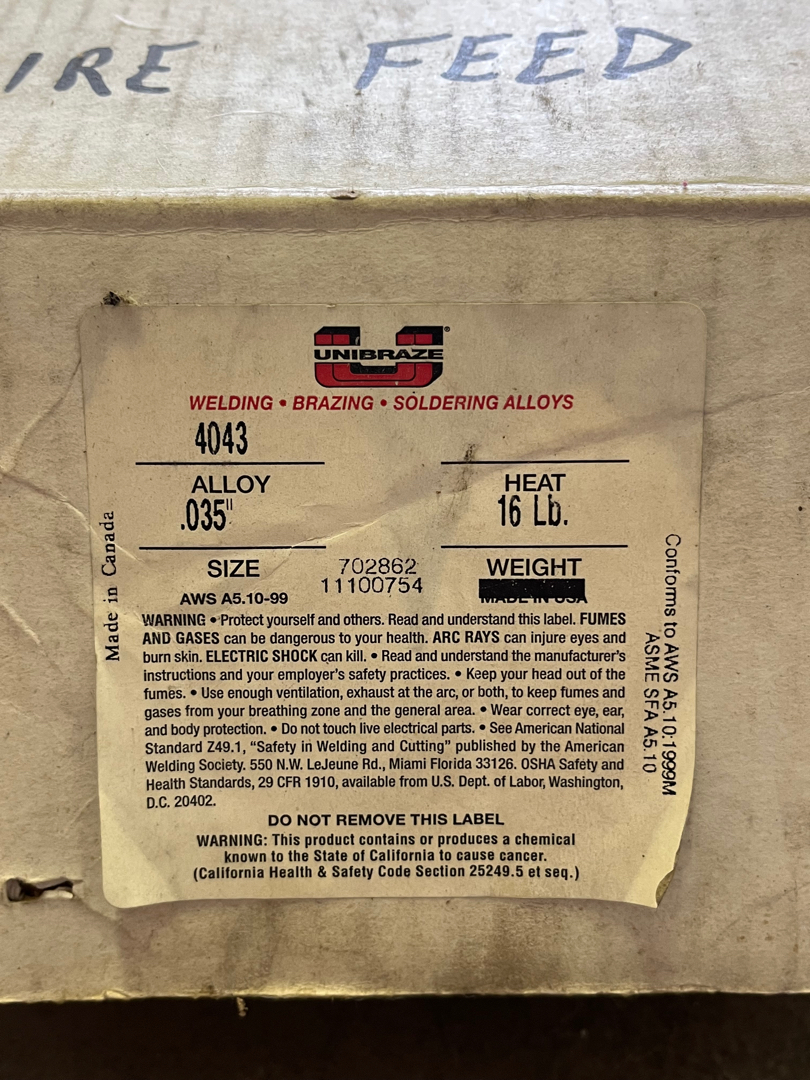 IRE FEED
UNIBRAZE®
WELDING • BRAZING • SOLDERING ALLOYS
4043
ALLOY HEAT
.035" 16 Lb.
SIZE 702862 WEIGHT
11100754
AWS A5.10-99 MADE IN USA
WARNING • Protect yourself and others. Read and understand this label. FUMES
AND GASES can be dangerous to your health. ARC RAYS can injure eyes and
burn skin. ELECTRIC SHOCK can kill. • Read and understand the manufacturer's
instructions and your employer's safety practices. • Keep your head out of the
fumes. • Use enough ventilation, exhaust at the arc, or both, to keep fumes and
gases from your breathing zone and the general area. • Wear correct eye, ear,
and body protection. • Do not touch live electrical parts. • See American National
Standard Z49.1, “Safety in Welding and Cutting” published by the American
Welding Society. 550 N.W. LeJeune Rd., Miami Florida 33126. OSHA Safety and
Health Standards, 29 CFR 1910, available from U.S. Dept. of Labor, Washington,
D.C. 20402.
DO NOT REMOVE THIS LABEL
WARNING: This product contains or produces a chemical
known to the State of California to cause cancer.
(California Health & Safety Code Section 25249.5 et seq.)
Made in Canada
Conforms to AWS A5.10:1999M
ASME SFA A5.10